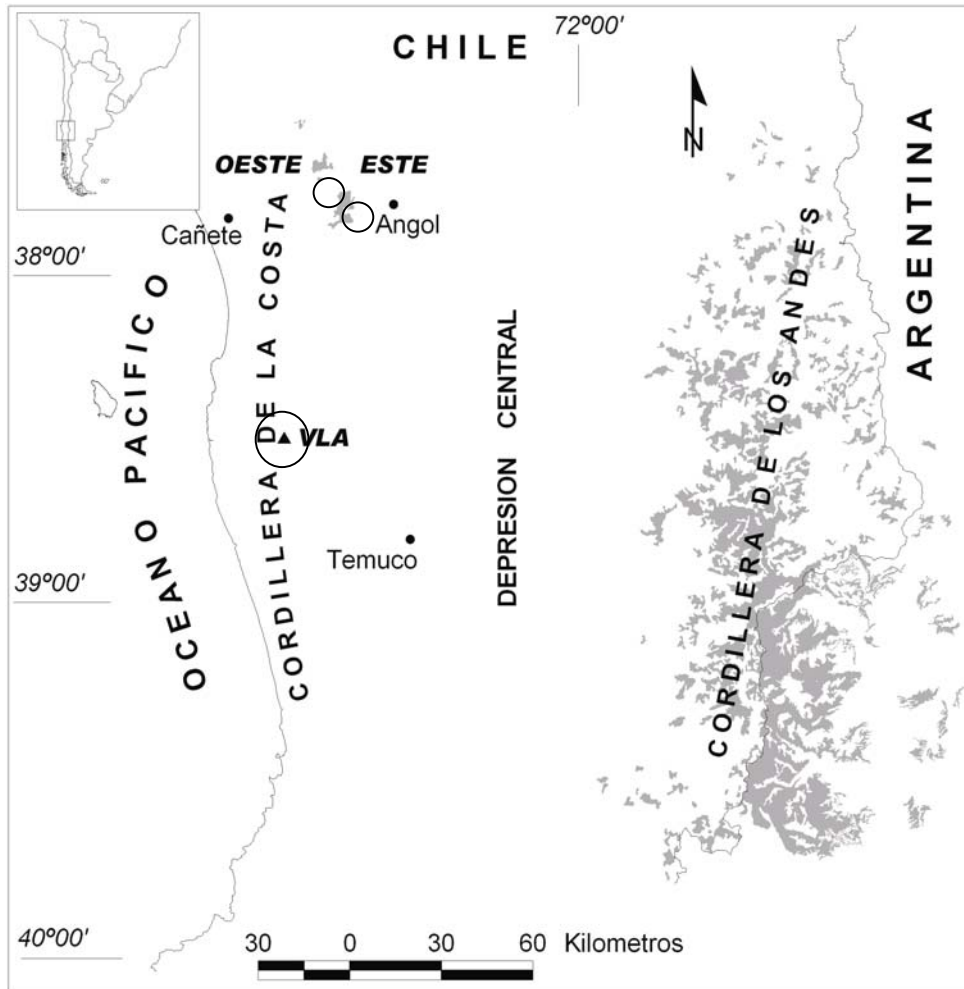 72º00'
CHILE
N
OESTE
ESTE
Cañete
Angol
38º00'
OCEANO PACIFICO
CORDILLERA DE LA COSTA
DEPRESION CENTRAL
CORDILLERA DE LOS ANDES
ARGENTINA
VLA
Temuco
39º00'
40º00'
30 0 30 60 Kilometros